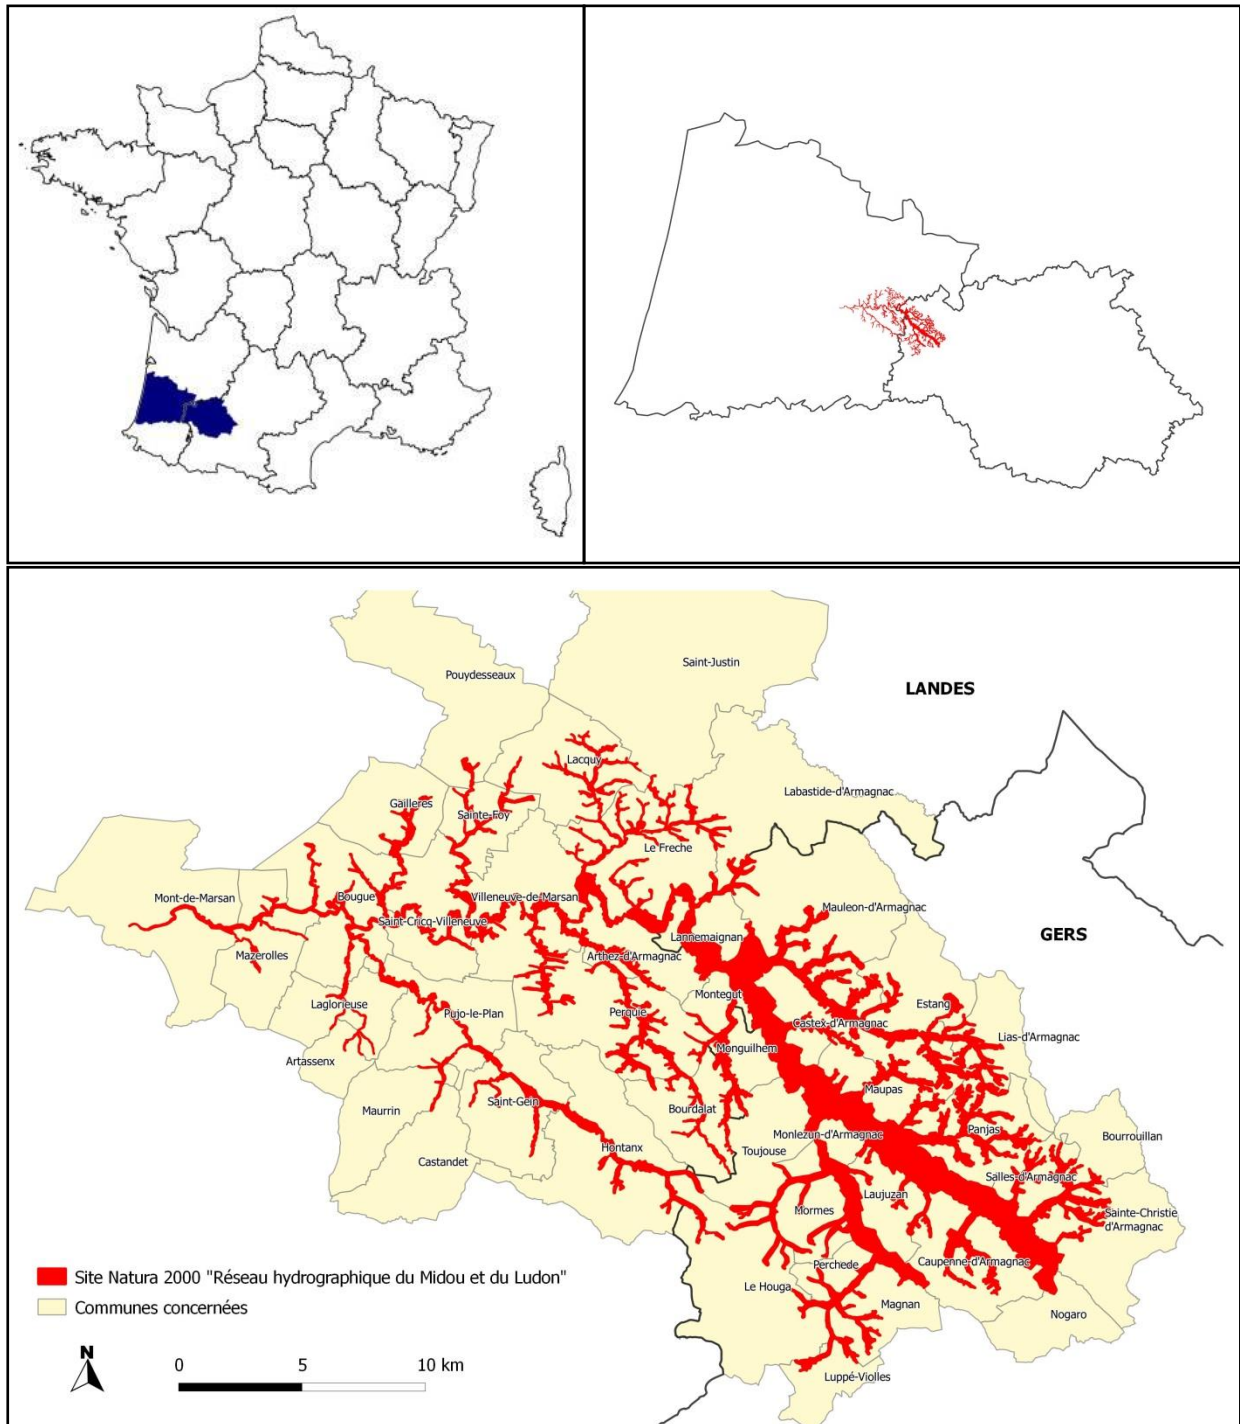 Saint-Justin
Pouydesseaux
LANDES
Lacquy
Labastide-d'Armagnac
Gailleres
Sainte-Foy
Le Freche
Mont-de-Marsan
Bougue
Villeneuve-de-Marsan
Mauleon-d'Armagnac
Saint-Cricq-Villeneuve
GERS
Lannemaignan
Mazerolles
Arthez-d'Armagnac
Montegut
Laglorieuse
Pujo-le-Plan
Perquie
Castex-d'Armagnac
Estang
Lias-d'Armagnac
Monguilhem
Artassenx
Maupas
Maurrin
Saint-Gein
Bourdalat
Panjas
Bourrouillan
Monlezun-d'Armagnac
Hontanx
Toujouse
Castandet
Salles-d'Armagnac
Laujuzan
Mormes
Sainte-Christie
d'Armagnac
Perchede
Caupenne-d'Armagnac
Le Houga
Magnan
Nogaro
Luppé-Violles
Site Natura 2000 "Réseau hydrographique du Midou et du Ludon"
Communes concernées
N
0 5 10 km